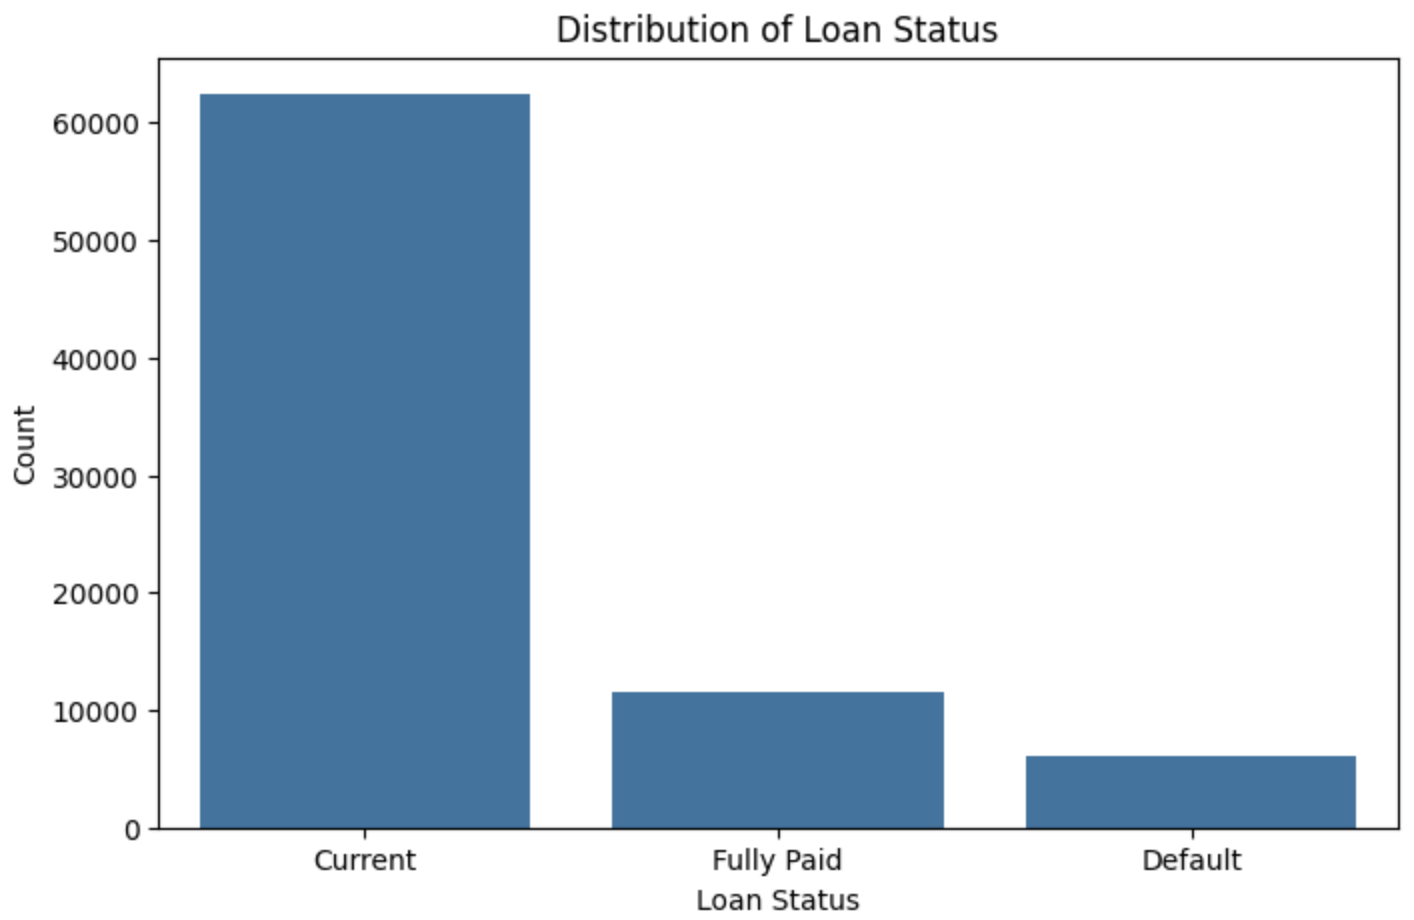 Distribution of Loan Status
60000
50000
40000
30000
20000
10000
0
Count
Current
Fully Paid
Default
Loan Status